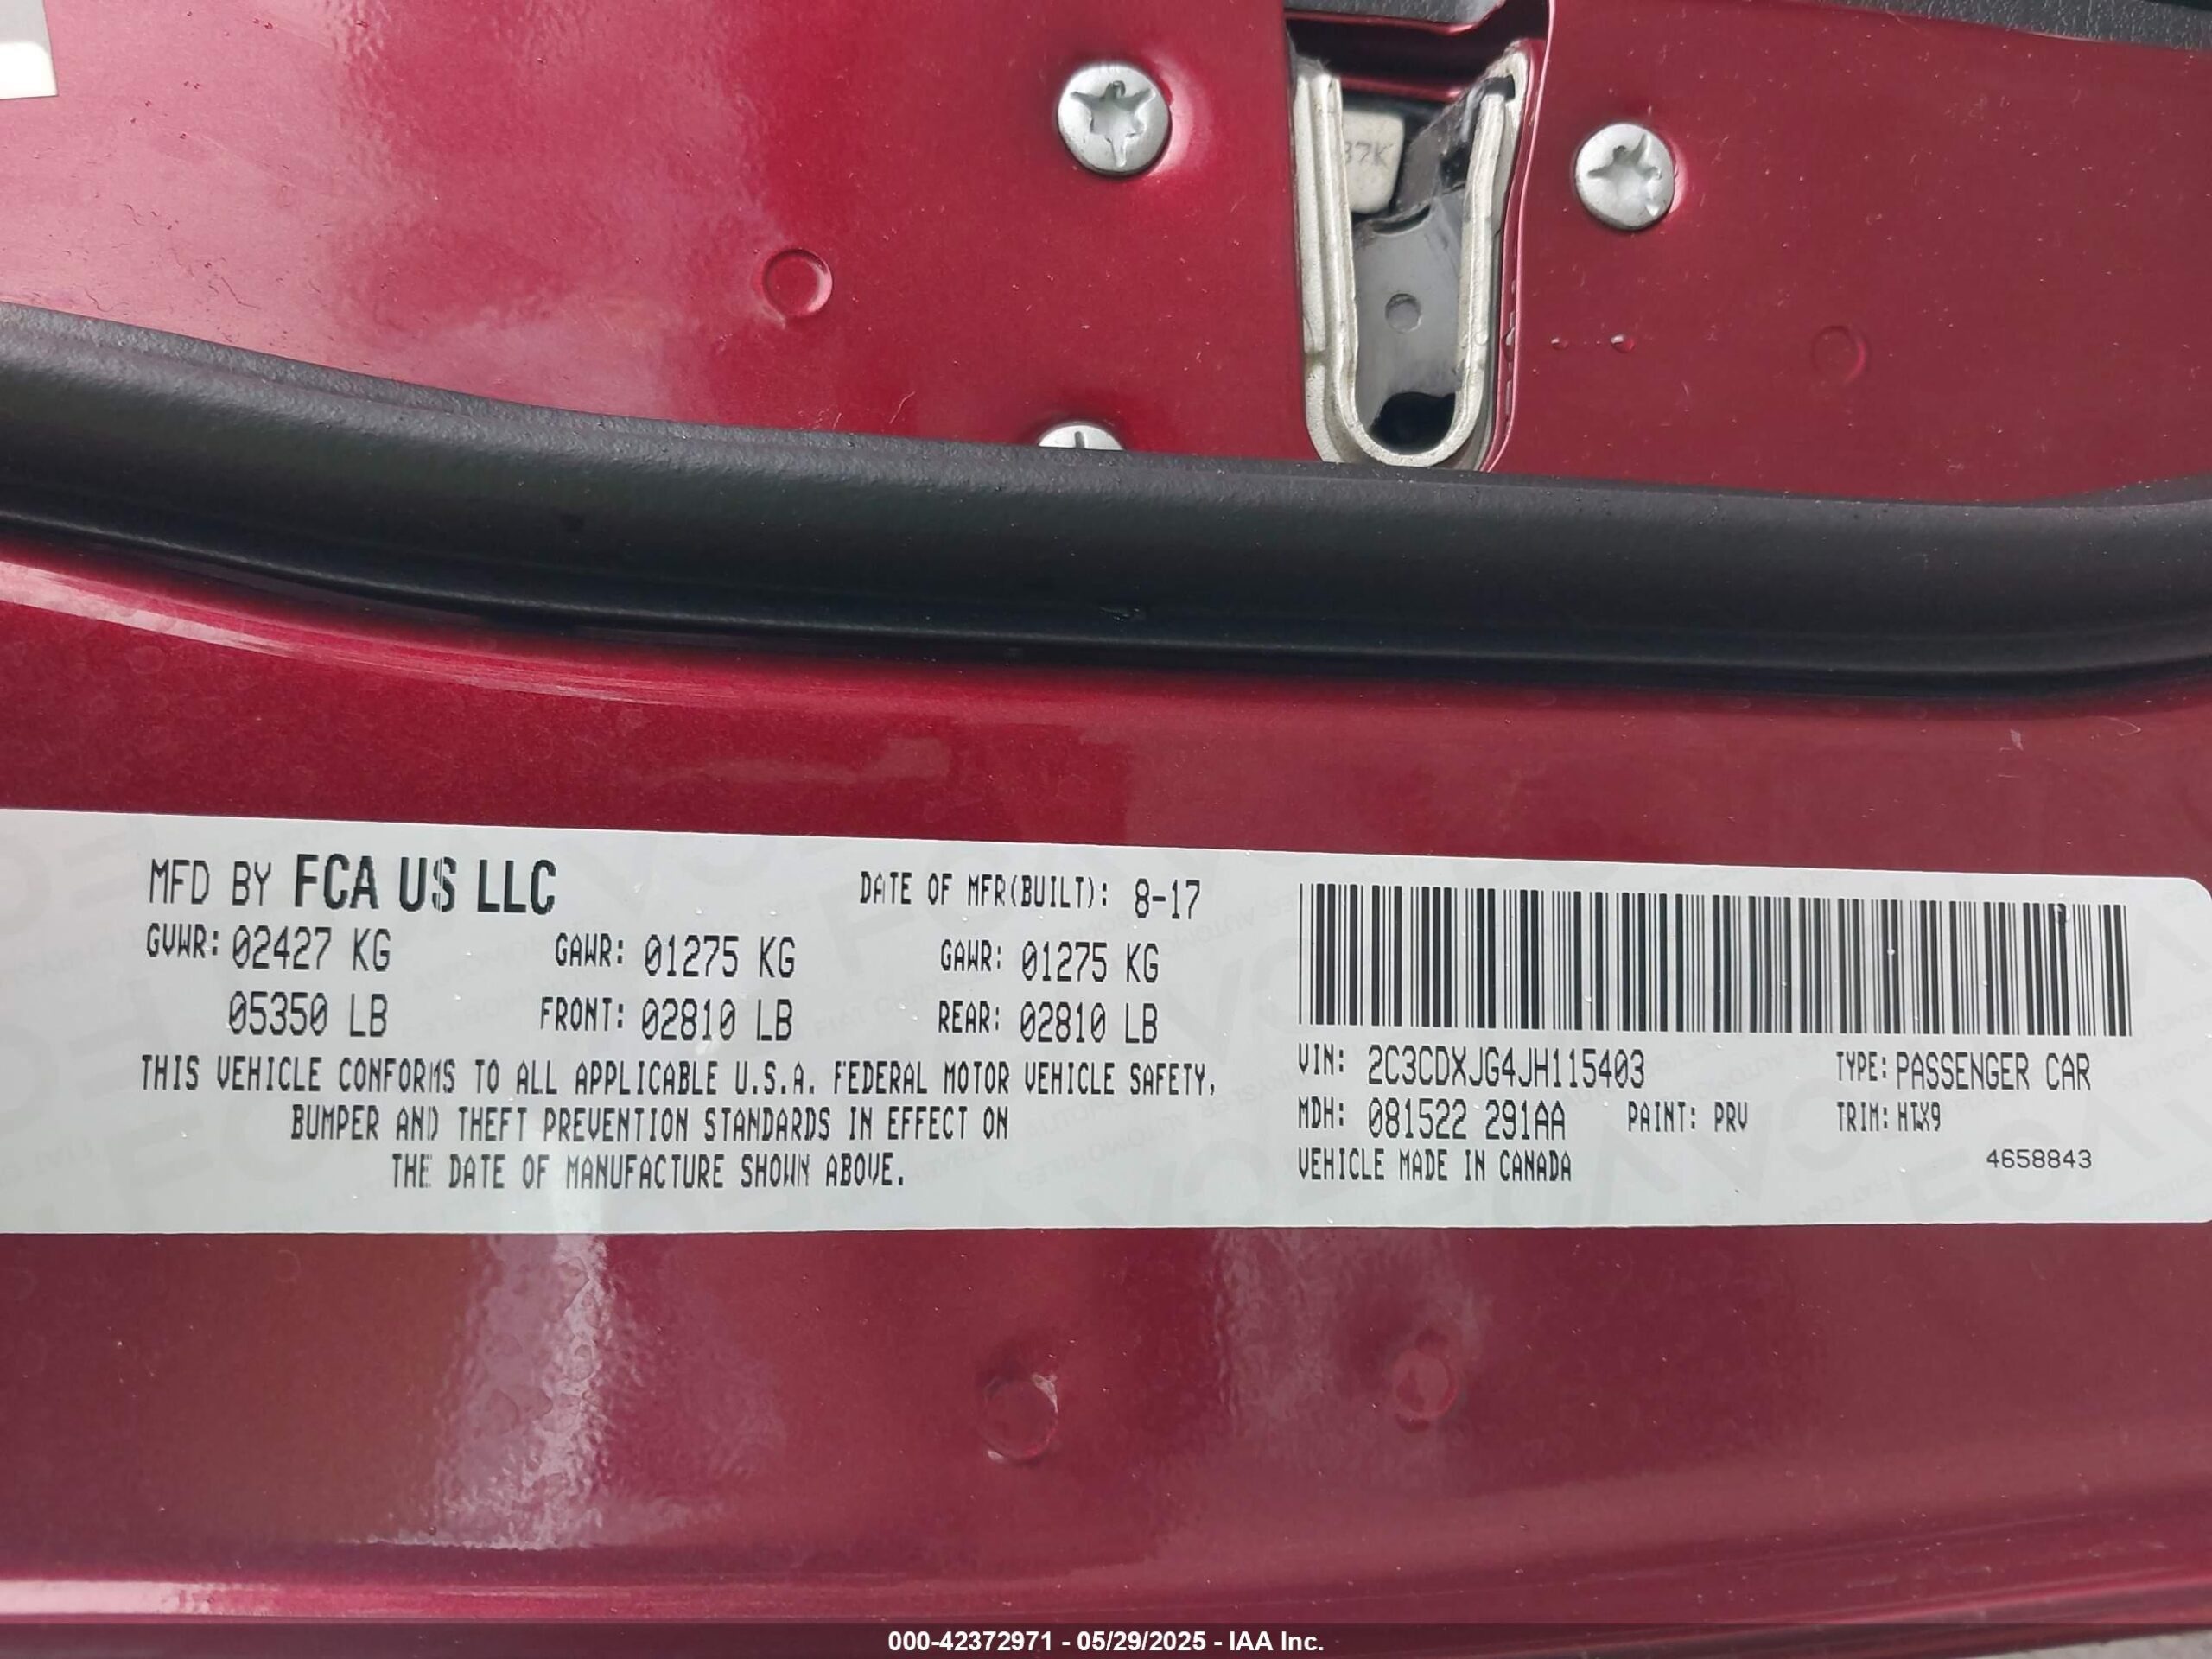 37K
MFD BY FCA US LLC
DATE OF MFR(BUILT): 8-17
GVWR: 02427 KG
GAWR: 01275 KG
GAWR: 01275 KG
05350 LB
FRONT: 02810 LB
REAR: 02810 LB
THIS VEHICLE CONFORMS TO ALL APPLICABLE U.S.A. FEDERAL MOTOR VEHICLE SAFETY,
BUMPER AND THEFT PREVENTION STANDARDS IN EFFECT ON
THE DATE OF MANUFACTURE SHOWN ABOVE.
VIN: 2C3CDXJG4JH115403
TYPE: PASSENGER CAR
MDH: 081522 291AA
PAINT: PRV
TRIM: HTX9
VEHICLE MADE IN CANADA
4658843
000-42372971 - 05/29/2025 - IAA Inc.